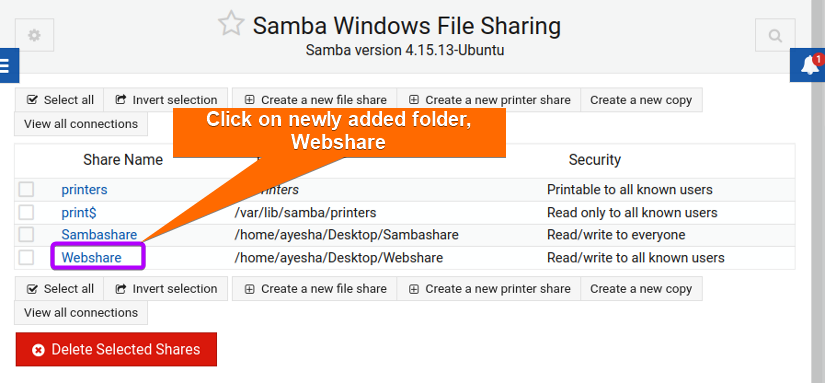 Samba Windows File Sharing
Samba version 4.15.13-Ubuntu
1
Select all Invert selection Create a new file share Create a new printer share Create a new copy
View all connections
Click on newly added folder,
Webshare
Share Name Security
printers Printable to all known users
print$ /var/lib/samba/printers Read only to all known users
Sambashare /home/ayesha/Desktop/Sambashare Read/write to everyone
Webshare /home/ayesha/Desktop/Webshare Read/write to all known users
Select all Invert selection Create a new file share Create a new printer share Create a new copy
View all connections
Delete Selected Shares